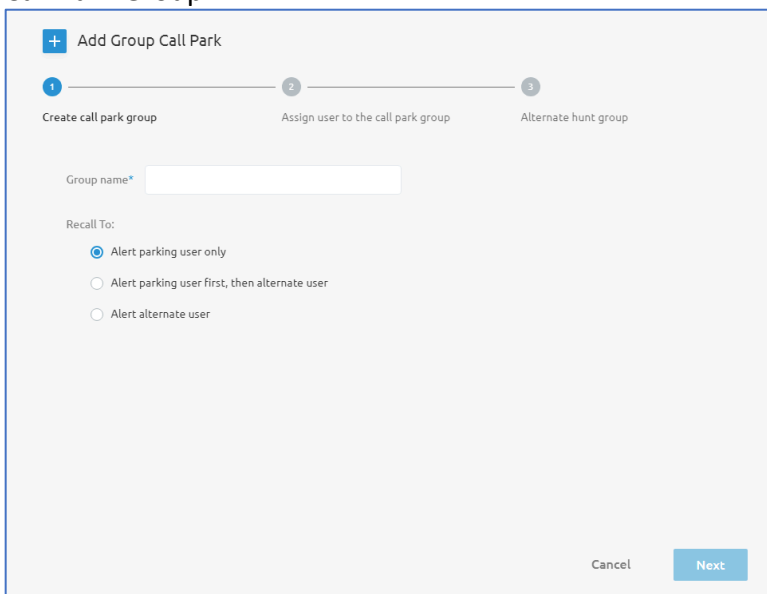 + Add Group Call Park
1 2 3
Create call park group Assign user to the call park group Alternate hunt group
Group name*
Recall To:
Alert parking user only
Alert parking user first, then alternate user
Alert alternate user
Cancel Next